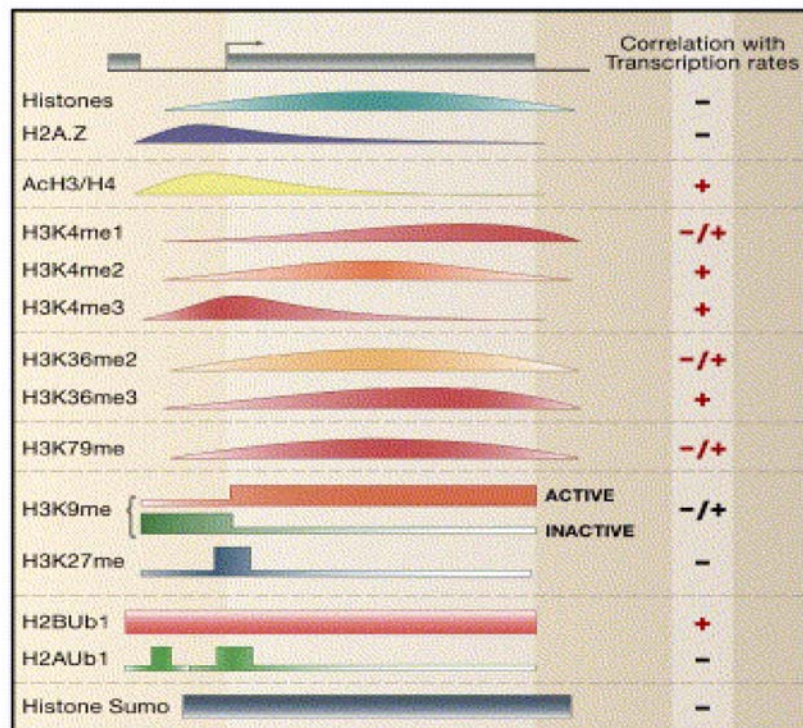 Correlation with
Transcription rates
Histones –
H2A.Z –
AcH3/H4 +
H3K4me1 –/+
H3K4me2 +
H3K4me3 +
H3K36me2 –/+
H3K36me3 +
H3K79me –/+
ACTIVE
H3K9me –/+
INACTIVE
H3K27me –
H2BUb1 +
H2AUb1 –
Histone Sumo –